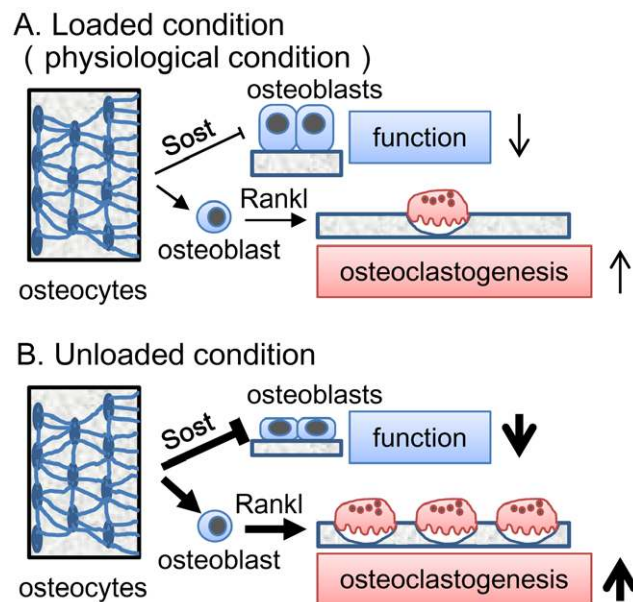 A. Loaded condition
( physiological condition )
osteoblasts
Sost
function
Rankl
osteoblast
osteocytes
osteoclastogenesis
B. Unloaded condition
osteoblasts
Sost
function
Rankl
osteoblast
osteocytes
osteoclastogenesis